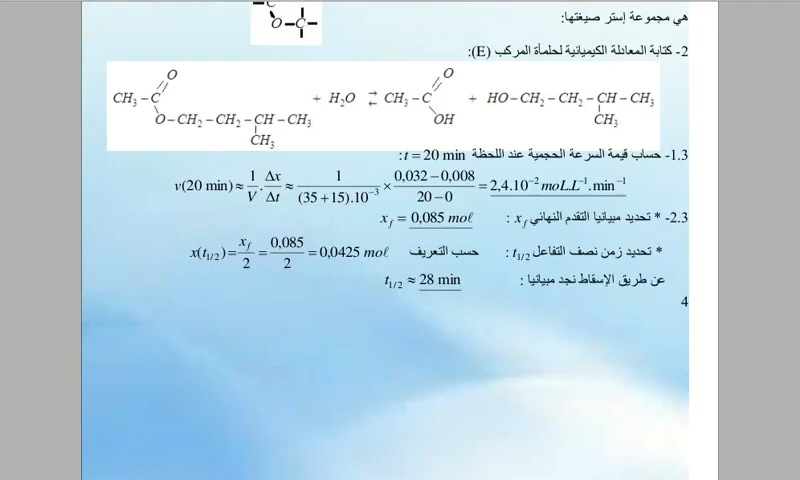 هي مجموعة إستر صيغتها:
C
O–C–
2- كتابة المعادلة الكيميائية لحلمأة المركب (E):
CH₃ – C(=O) – O – CH₂ – CH₂ – CH(CH₃) – CH₃ + H₂O ⇄ CH₃ – C(=O) – OH + HO – CH₂ – CH₂ – CH(CH₃) – CH₃
1.3- حساب قيمة السرعة الحجمية عند اللحظة t = 20 min :
v(20 min) ≈ 1/V . Δx/Δt ≈ 1/((35+15).10⁻³) × (0,032 – 0,008)/(20 – 0) = 2,4.10⁻² moL.L⁻¹.min⁻¹
2.3- * تحديد مبيانيا التقدم النهائي x_f : x_f = 0,085 moℓ
* تحديد زمن نصف التفاعل t₁/₂ : حسب التعريف x(t₁/₂) = x_f/2 = 0,085/2 = 0,0425 moℓ
عن طريق الإسقاط نجد مبيانيا : t₁/₂ ≈ 28 min
4